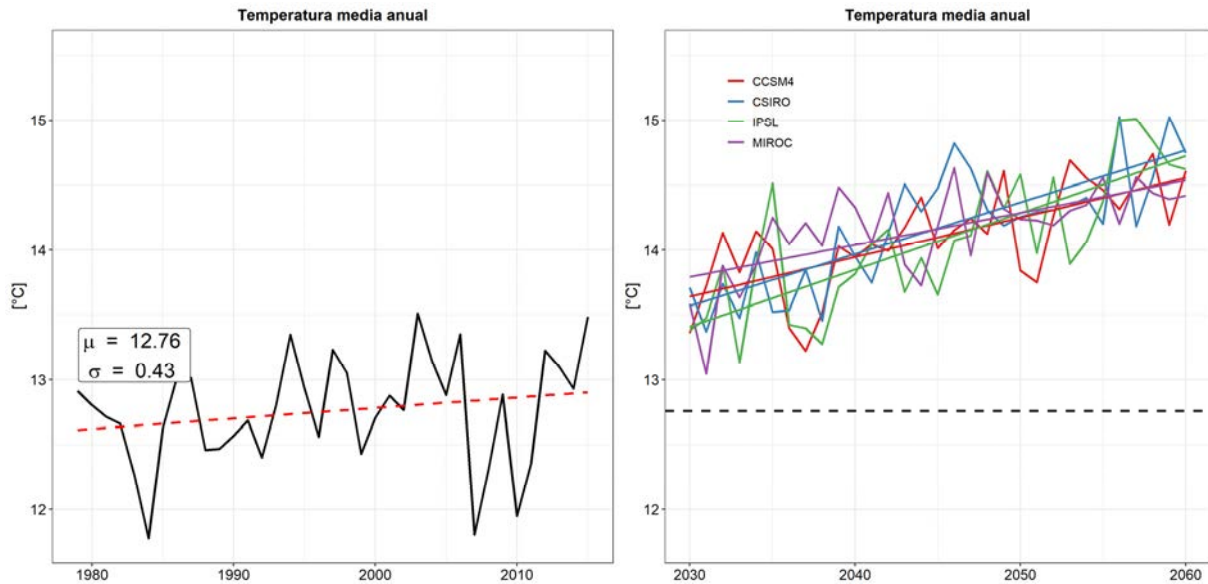 Temperatura media anual
[°C]
15
14
13
12
μ = 12.76
σ = 0.43
1980
1990
2000
2010
Temperatura media anual
[°C]
15
14
13
12
CCSM4
CSIRO
IPSL
MIROC
2030
2040
2050
2060